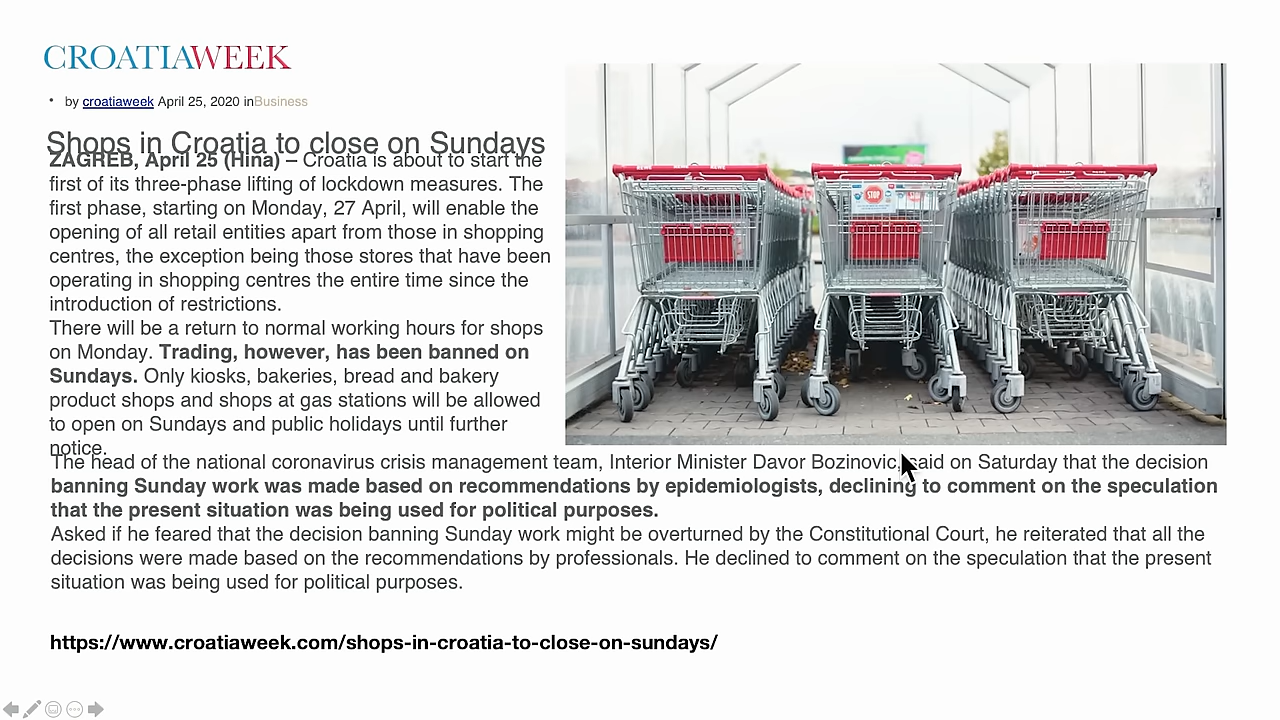 CROATIAWEEK
• by croatiaweek April 25, 2020 inBusiness
Shops in Croatia to close on Sundays
ZAGREB, April 25 (Hina) – Croatia is about to start the
first of its three-phase lifting of lockdown measures. The
first phase, starting on Monday, 27 April, will enable the
opening of all retail entities apart from those in shopping
centres, the exception being those stores that have been
operating in shopping centres the entire time since the
introduction of restrictions.
There will be a return to normal working hours for shops
on Monday. Trading, however, has been banned on
Sundays. Only kiosks, bakeries, bread and bakery
product shops and shops at gas stations will be allowed
to open on Sundays and public holidays until further
notice.
STOP
The head of the national coronavirus crisis management team, Interior Minister Davor Bozinovic, said on Saturday that the decision
banning Sunday work was made based on recommendations by epidemiologists, declining to comment on the speculation
that the present situation was being used for political purposes.
Asked if he feared that the decision banning Sunday work might be overturned by the Constitutional Court, he reiterated that all the
decisions were made based on the recommendations by professionals. He declined to comment on the speculation that the present
situation was being used for political purposes.
https://www.croatiaweek.com/shops-in-croatia-to-close-on-sundays/